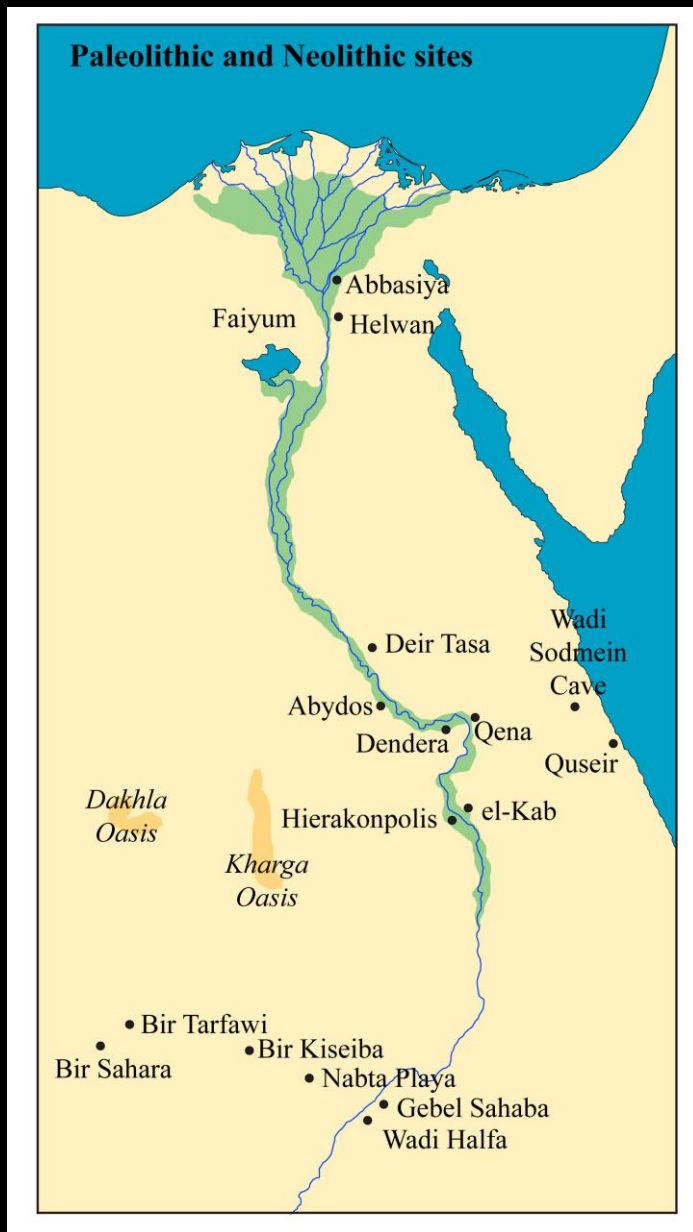 Paleolithic and Neolithic sites
Abbasiya
Faiyum
Helwan
Deir Tasa
Wadi
Sodmein
Cave
Abydos
Qena
Dendera
Quseir
Dakhla
Oasis
Hierakonpolis
el-Kab
Kharga
Oasis
Bir Tarfawi
Bir Kiseiba
Bir Sahara
Nabta Playa
Gebel Sahaba
Wadi Halfa